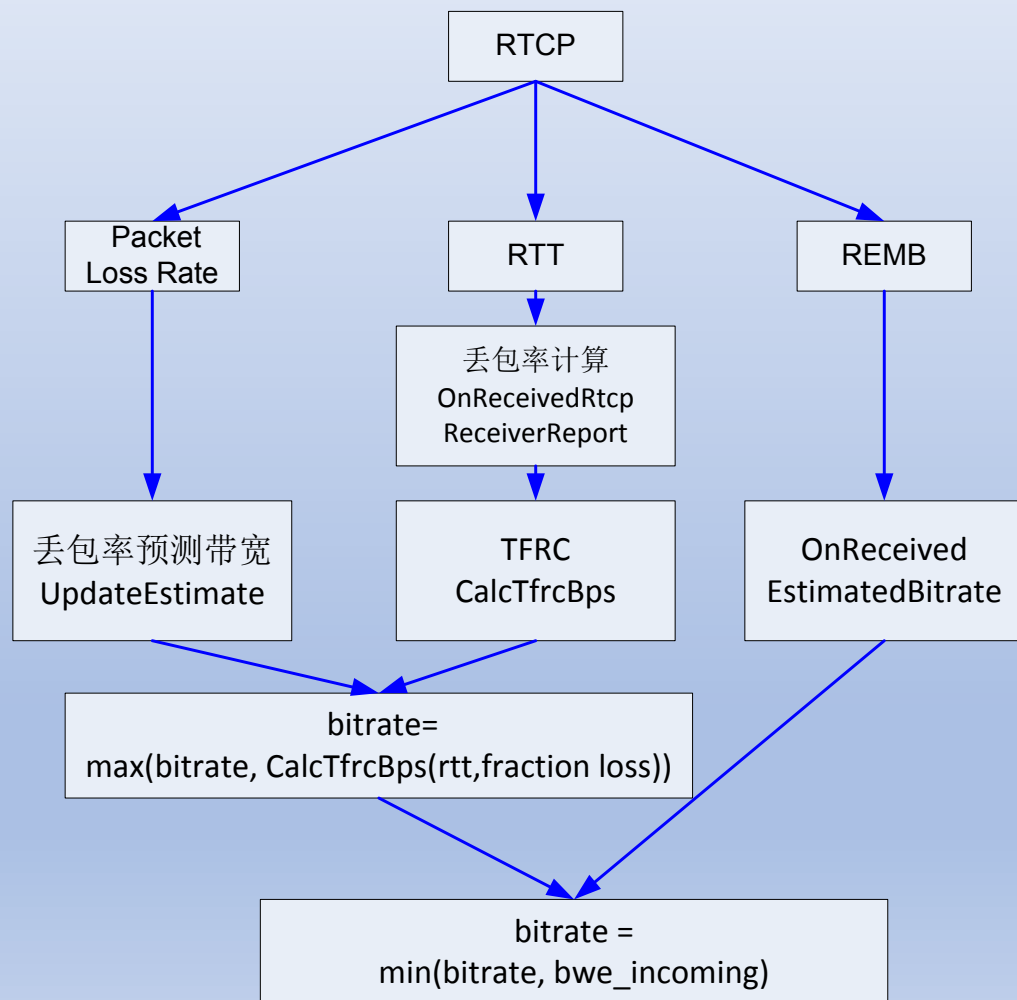 RTCP
Packet
Loss Rate
RTT
REMB
丢包率计算
OnReceivedRtcp
ReceiverReport
丢包率预测带宽
UpdateEstimate
TFRC
CalcTfrcBps
OnReceived
EstimatedBitrate
bitrate=
max(bitrate, CalcTfrcBps(rtt,fraction loss))
bitrate =
min(bitrate, bwe_incoming)